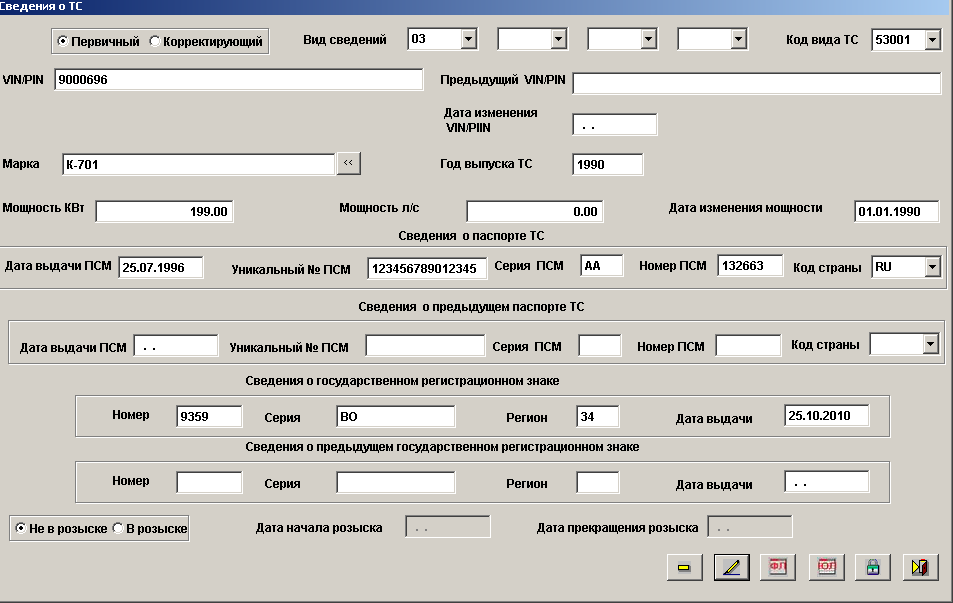 Сведения о ТС
Первичный Корректирующий Вид сведений 03 Код вида ТС 53001
VIN/PIN 9000696 Предыдущий VIN/PIN
Дата изменения
VIN/PIIN . .
Марка К-701 << Год выпуска ТС 1990
Мощность КВт 199.00 Мощность л/с 0.00 Дата изменения мощности 01.01.1990
Сведения о паспорте ТС
Дата выдачи ПСМ 25.07.1996 Уникальный № ПСМ 123456789012345 Серия ПСМ АА Номер ПСМ 132663 Код страны RU
Сведения о предыдущем паспорте ТС
Дата выдачи ПСМ . . Уникальный № ПСМ Серия ПСМ Номер ПСМ Код страны
Сведения о государственном регистрационном знаке
Номер 9359 Серия ВО Регион 34 Дата выдачи 25.10.2010
Сведения о предыдущем государственном регистрационном знаке
Номер Серия Регион Дата выдачи . .
Не в розыске В розыске Дата начала розыска . . Дата прекращения розыска . .
ФЛ ЮЛ